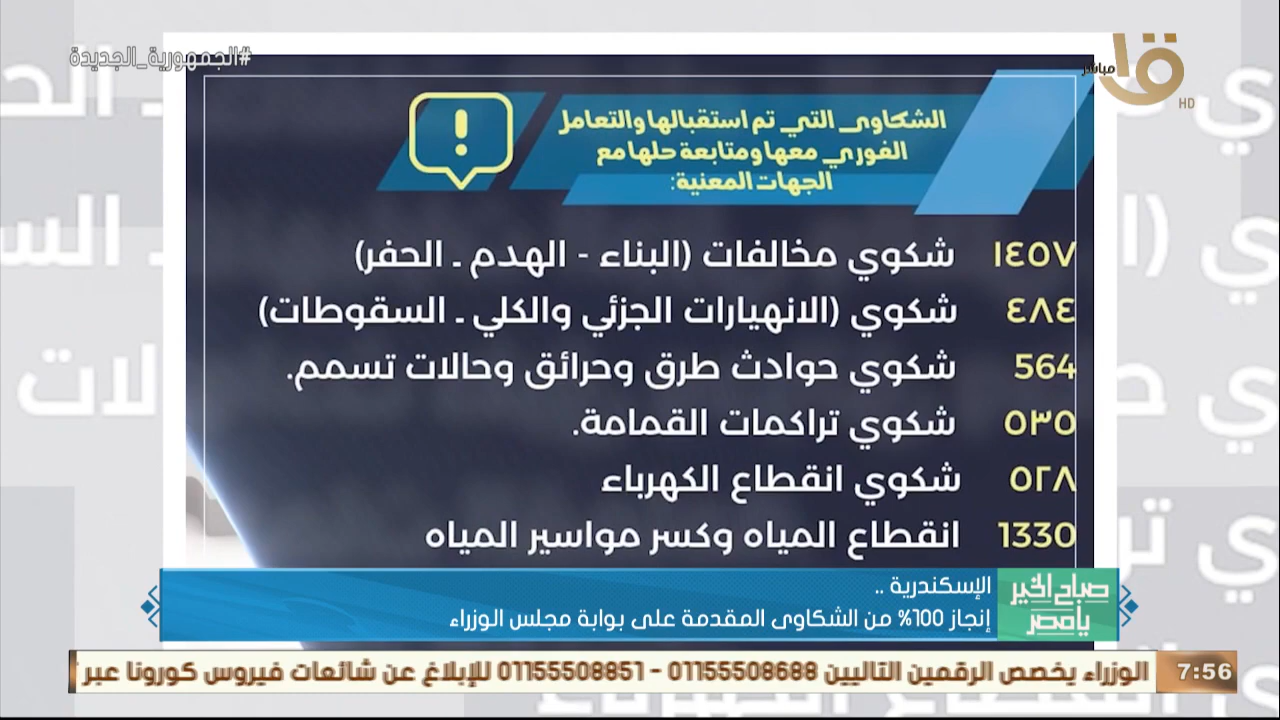 #الجمهورية_الجديدة
مباشر
HD
الشكاوى التي تم استقبالها والتعامل
الفوري معها ومتابعة حلها مع
الجهات المعنية:
١٤٥٧ شكوي مخالفات (البناء - الهدم ـ الحفر)
٤٨٤ شكوي (الانهيارات الجزئي والكلي ـ السقوطات)
564 شكوي حوادث طرق وحرائق وحالات تسمم.
٥٣٥ شكوي تراكمات القمامة.
٥٢٨ شكوي انقطاع الكهرباء
1330 انقطاع المياه وكسر مواسير المياه
صباح الخير
يا مصر
الإسكندرية ..
إنجاز 100% من الشكاوى المقدمة على بوابة مجلس الوزراء
7:56
الوزراء يخصص الرقمين التاليين 01155508688 - 01155508851 للإبلاغ عن شائعات فيروس كورونا عبر